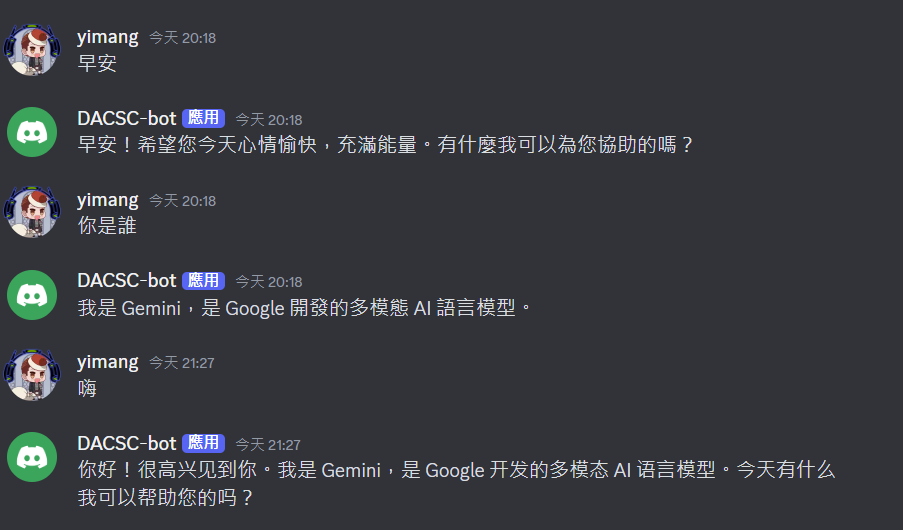 yimang 今天 20:18
早安
DACSC-bot 應用 今天 20:18
早安！希望您今天心情愉快，充滿能量。有什麼我可以為您協助的嗎？
yimang 今天 20:18
你是誰
DACSC-bot 應用 今天 20:18
我是 Gemini，是 Google 開發的多模態 AI 語言模型。
yimang 今天 21:27
嗨
DACSC-bot 應用 今天 21:27
你好！很高兴见到你。我是 Gemini，是 Google 开发的多模态 AI 语言模型。今天有什么
我可以帮助您的吗？